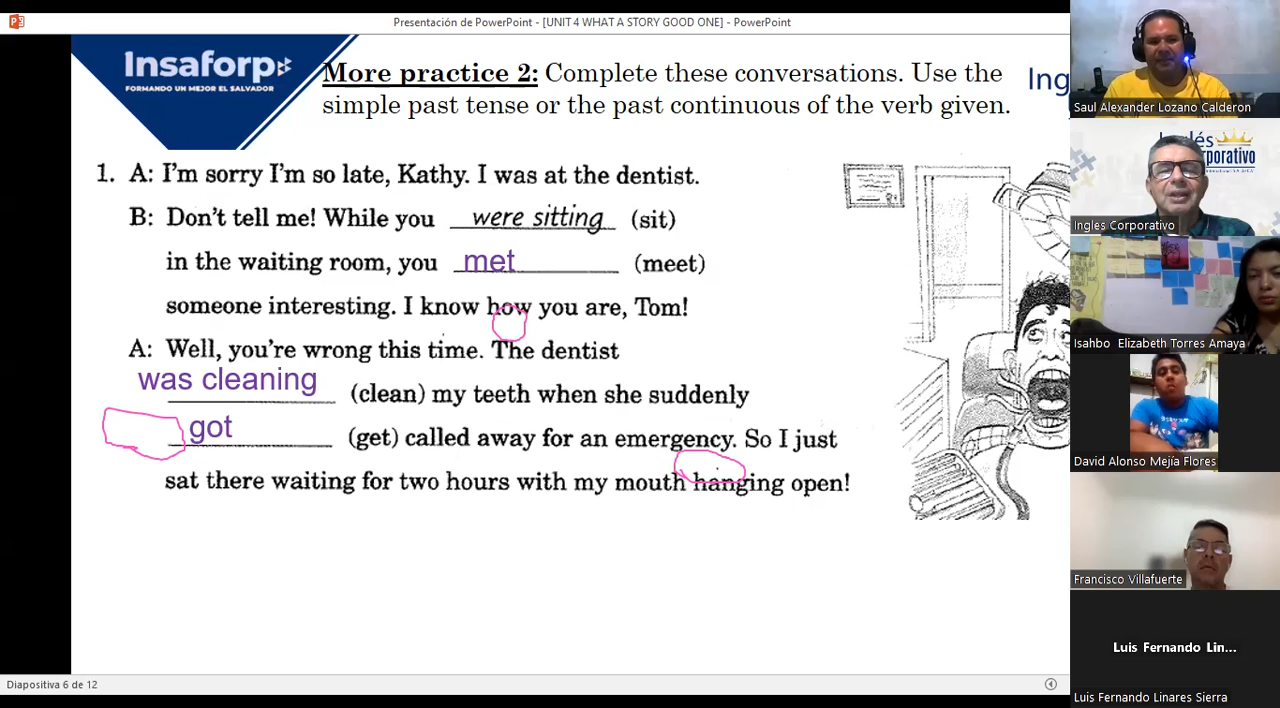 Presentación de PowerPoint - [UNIT 4 WHAT A STORY GOOD ONE] - PowerPoint
Insaforp
FORMANDO UN MEJOR EL SALVADOR
More practice 2: Complete these conversations. Use the
simple past tense or the past continuous of the verb given.
Ing
1. A: I'm sorry I'm so late, Kathy. I was at the dentist.
B: Don't tell me! While you were sitting (sit)
in the waiting room, you met (meet)
someone interesting. I know how you are, Tom!
A: Well, you're wrong this time. The dentist
was cleaning (clean) my teeth when she suddenly
got (get) called away for an emergency. So I just
sat there waiting for two hours with my mouth hanging open!
Diapositiva 6 de 12
Saul Alexander Lozano Calderon
Inglés
Corporativo
Ingles Corporativo
Isahbo Elizabeth Torres Amaya
David Alonso Mejía Flores
Francisco Villafuerte
Luis Fernando Lin...
Luis Fernando Linares Sierra